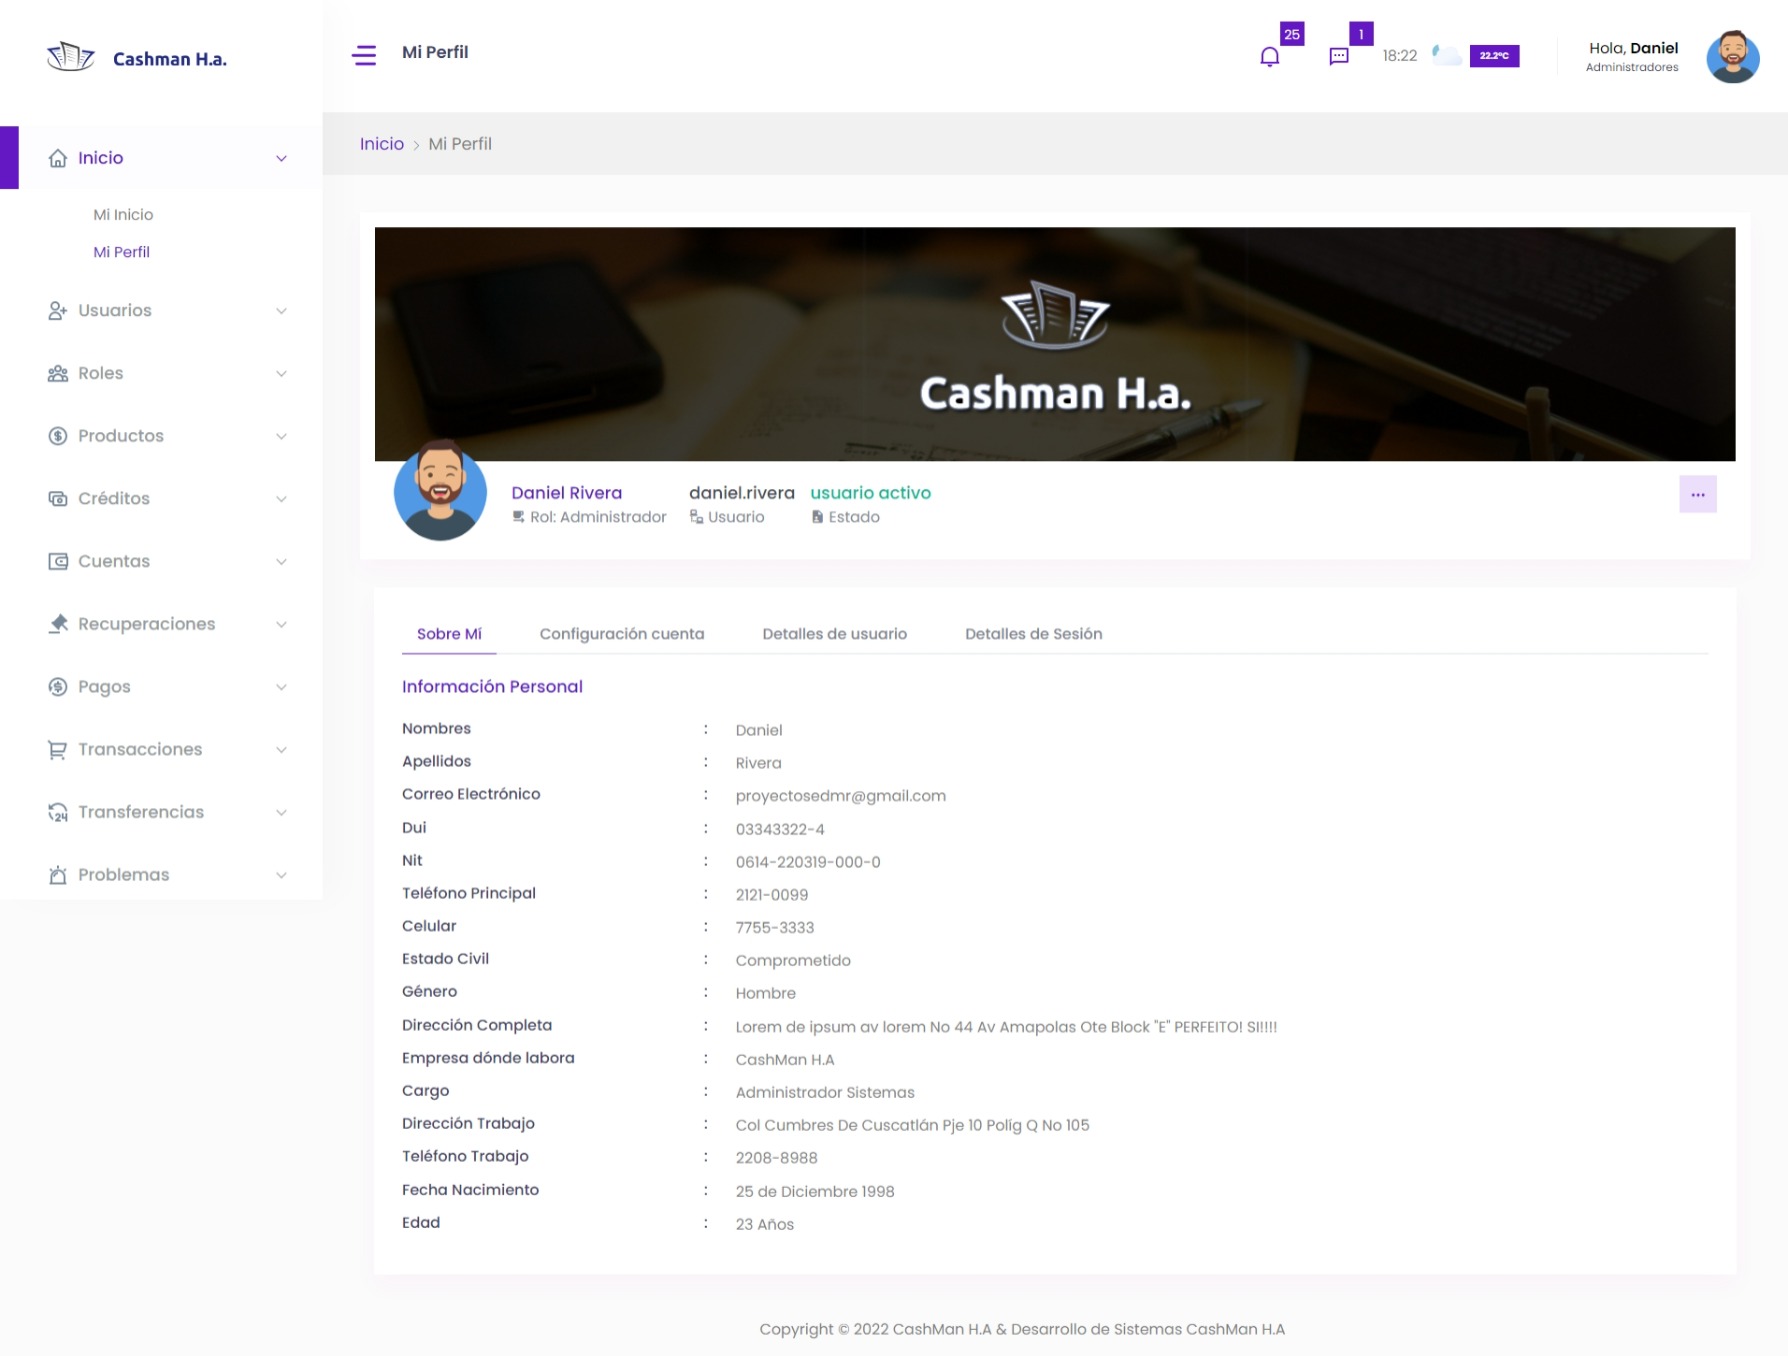 Cashman H.a.
Mi Perfil
25
1
18:22
22.2°C
Hola, Daniel
Administradores
Inicio > Mi Perfil
Inicio
Mi Inicio
Mi Perfil
Usuarios
Roles
Productos
Créditos
Cuentas
Recuperaciones
Pagos
Transacciones
24
Transferencias
Problemas
Cashman H.a.
Daniel Rivera
Rol: Administrador
daniel.rivera
Usuario
usuario activo
Estado
Sobre Mí
Configuración cuenta
Detalles de usuario
Detalles de Sesión
Información Personal
Nombres : Daniel
Apellidos : Rivera
Correo Electrónico : proyectosedmr@gmail.com
Dui : 03343322-4
Nit : 0614-220319-000-0
Teléfono Principal : 2121-0099
Celular : 7755-3333
Estado Civil : Comprometido
Género : Hombre
Dirección Completa : Lorem de ipsum av lorem No 44 Av Amapolas Ote Block "E" PERFEITO! SI!!!!
Empresa dónde labora : CashMan H.A
Cargo : Administrador Sistemas
Dirección Trabajo : Col Cumbres De Cuscatlán Pje 10 Políg Q No 105
Teléfono Trabajo : 2208-8988
Fecha Nacimiento : 25 de Diciembre 1998
Edad : 23 Años
Copyright © 2022 CashMan H.A & Desarrollo de Sistemas CashMan H.A